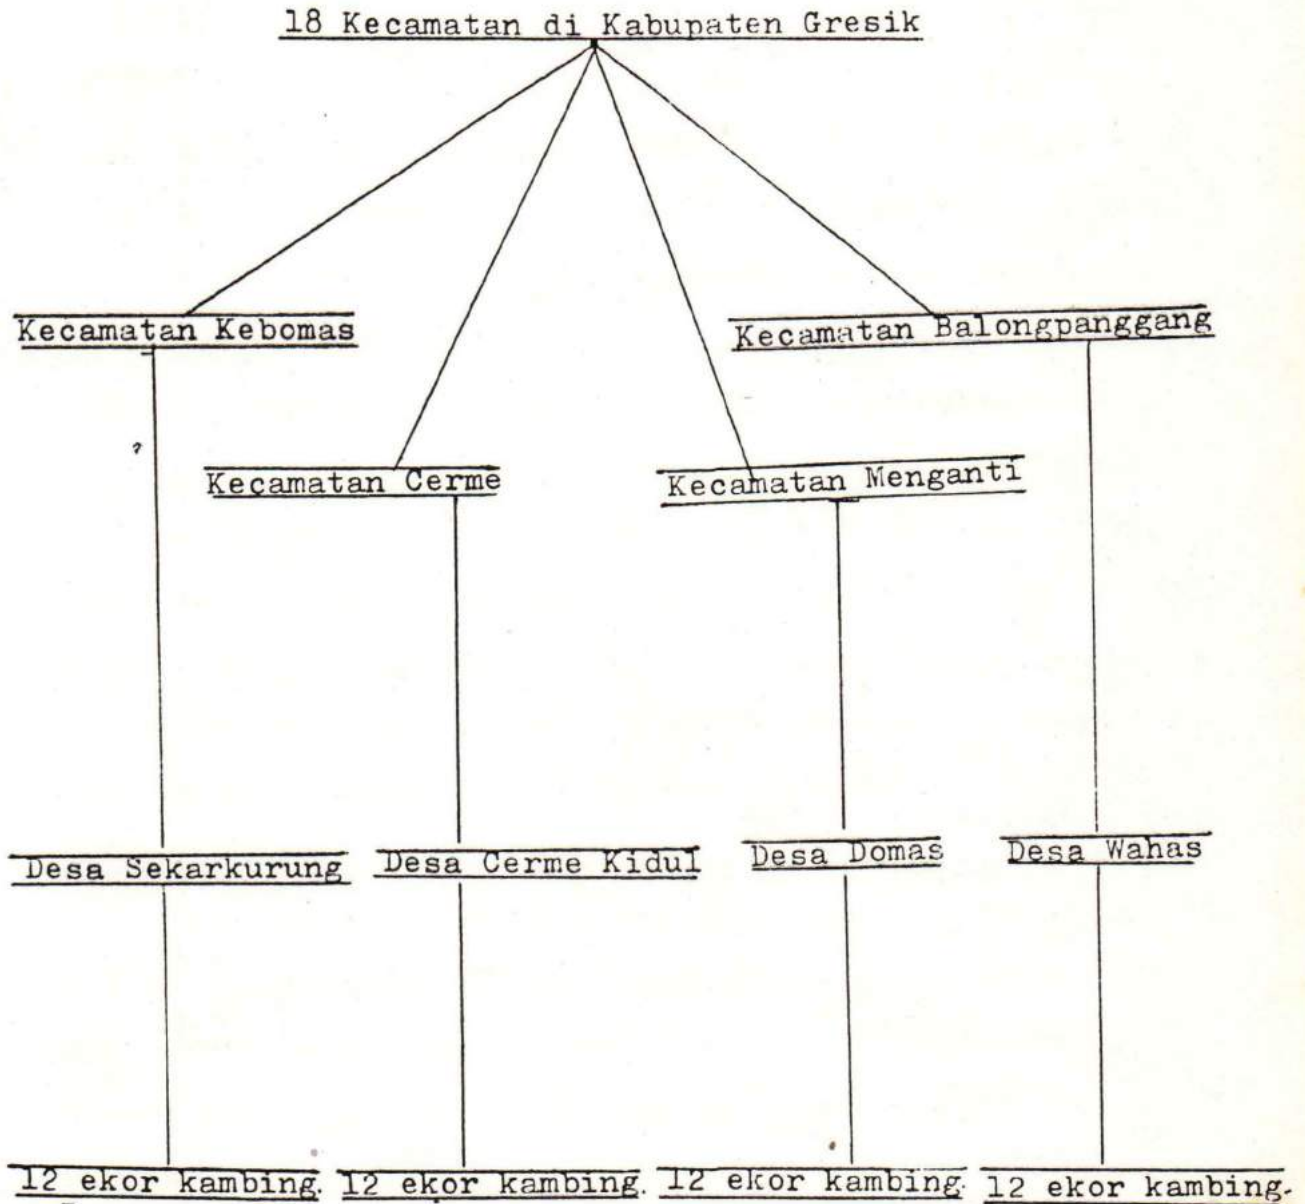 18 Kecamatan di Kabupaten Gresik
Kecamatan Kebomas
Kecamatan Balongpanggang
Kecamatan Cerme
Kecamatan Menganti
Desa Sekarkurung
Desa Cerme Kidul
Desa Domas
Desa Wahas
12 ekor kambing.
12 ekor kambing.
12 ekor kambing.
12 ekor kambing.